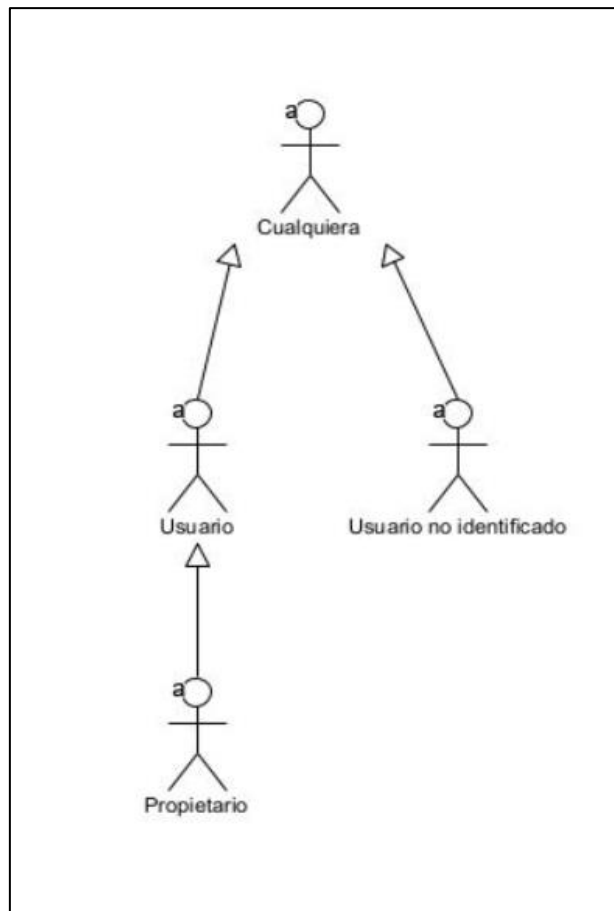 a
Cualquiera
a
a
Usuario
Usuario no identificado
a
Propietario